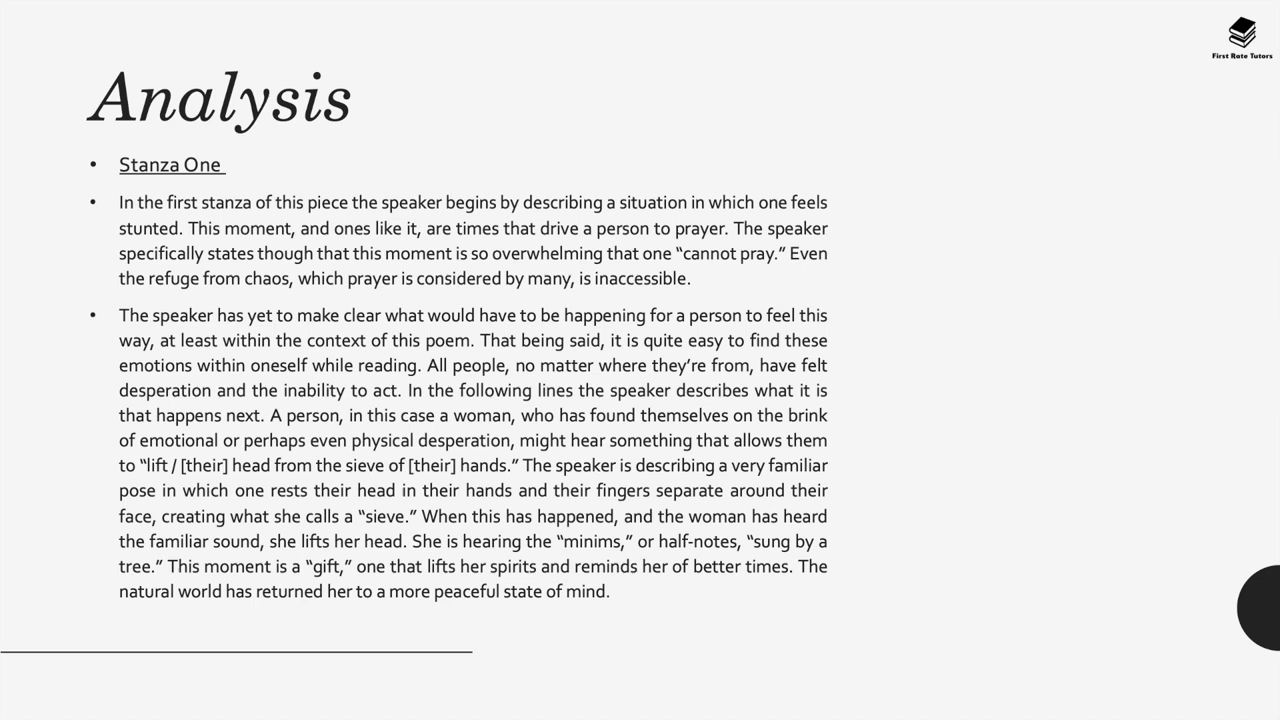 First Rate Tutors
Analysis
• Stanza One
• In the first stanza of this piece the speaker begins by describing a situation in which one feels
stunted. This moment, and ones like it, are times that drive a person to prayer. The speaker
specifically states though that this moment is so overwhelming that one “cannot pray.” Even
the refuge from chaos, which prayer is considered by many, is inaccessible.
• The speaker has yet to make clear what would have to be happening for a person to feel this
way, at least within the context of this poem. That being said, it is quite easy to find these
emotions within oneself while reading. All people, no matter where they’re from, have felt
desperation and the inability to act. In the following lines the speaker describes what it is
that happens next. A person, in this case a woman, who has found themselves on the brink
of emotional or perhaps even physical desperation, might hear something that allows them
to “lift / [their] head from the sieve of [their] hands.” The speaker is describing a very familiar
pose in which one rests their head in their hands and their fingers separate around their
face, creating what she calls a “sieve.” When this has happened, and the woman has heard
the familiar sound, she lifts her head. She is hearing the “minims,” or half-notes, “sung by a
tree.” This moment is a “gift,” one that lifts her spirits and reminds her of better times. The
natural world has returned her to a more peaceful state of mind.